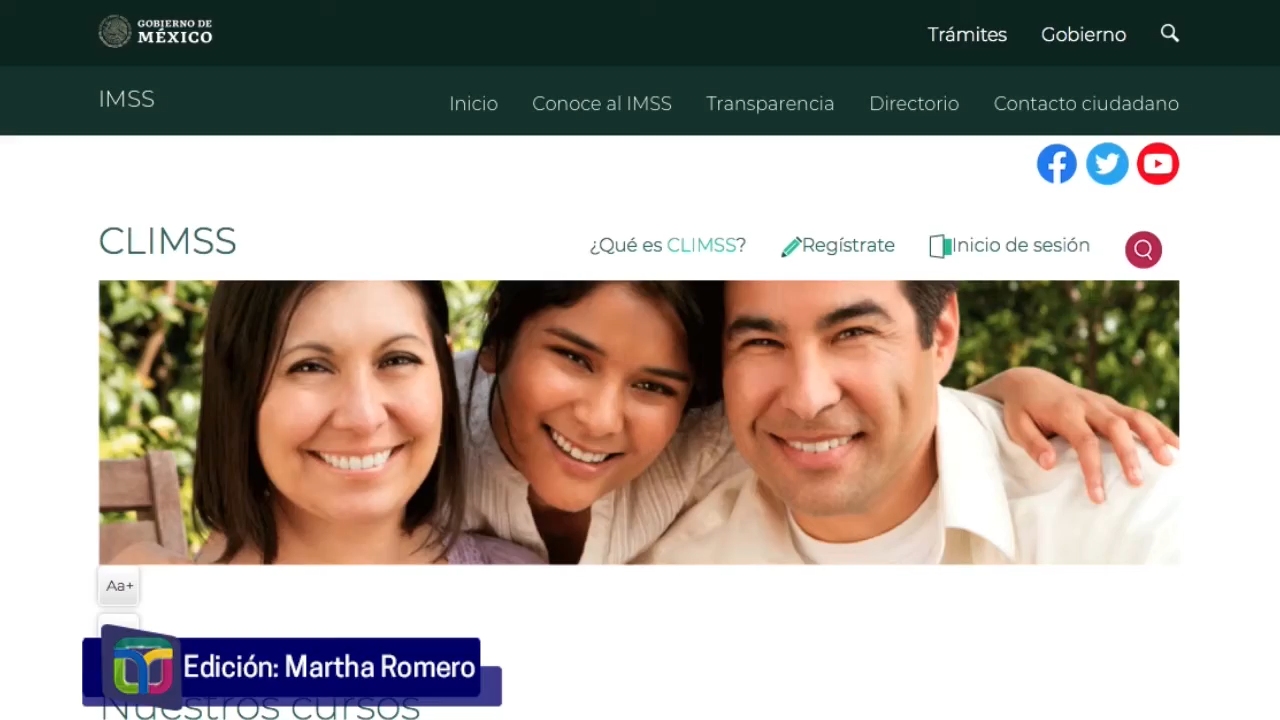 GOBIERNO DE
MÉXICO
Trámites
Gobierno
IMSS
Inicio
Conoce al IMSS
Transparencia
Directorio
Contacto ciudadano
CLIMSS
¿Qué es CLIMSS?
Regístrate
Inicio de sesión
Aa+
Edición: Martha Romero
Nuestros cursos